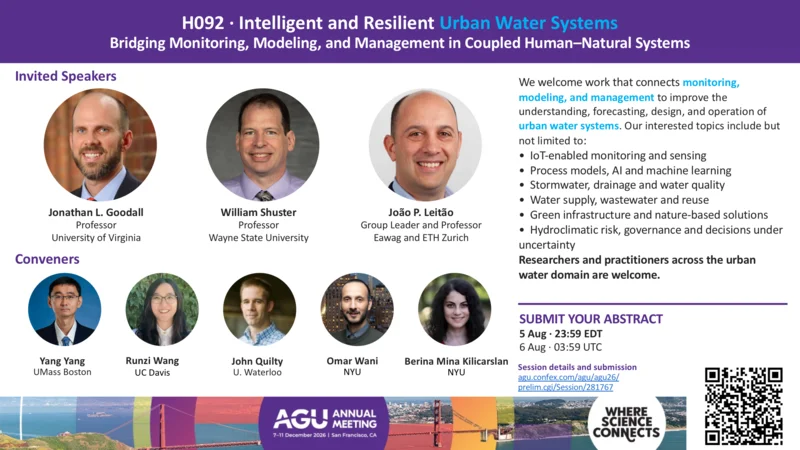 H092 · Intelligent and Resilient Urban Water Systems
Bridging Monitoring, Modeling, and Management in Coupled Human–Natural Systems
Invited Speakers
Jonathan L. Goodall
Professor
University of Virginia
William Shuster
Professor
Wayne State University
João P. Leitão
Group Leader and Professor
Eawag and ETH Zurich
Conveners
Yang Yang
UMass Boston
Runzi Wang
UC Davis
John Quilty
U. Waterloo
Omar Wani
NYU
Berina Mina Kilicarslan
NYU
We welcome work that connects monitoring,
modeling, and management to improve the
understanding, forecasting, design, and operation of
urban water systems. Our interested topics include but
not limited to:
• IoT-enabled monitoring and sensing
• Process models, AI and machine learning
• Stormwater, drainage and water quality
• Water supply, wastewater and reuse
• Green infrastructure and nature-based solutions
• Hydroclimatic risk, governance and decisions under
uncertainty
Researchers and practitioners across the urban
water domain are welcome.
SUBMIT YOUR ABSTRACT
5 Aug · 23:59 EDT
6 Aug · 03:59 UTC
Session details and submission
agu.confex.com/agu/agu26/
prelim.cgi/Session/281767
AGU ANNUAL
MEETING
7–11 December 2026 | San Francisco, CA
WHERE
SCIENCE
CONNECTS